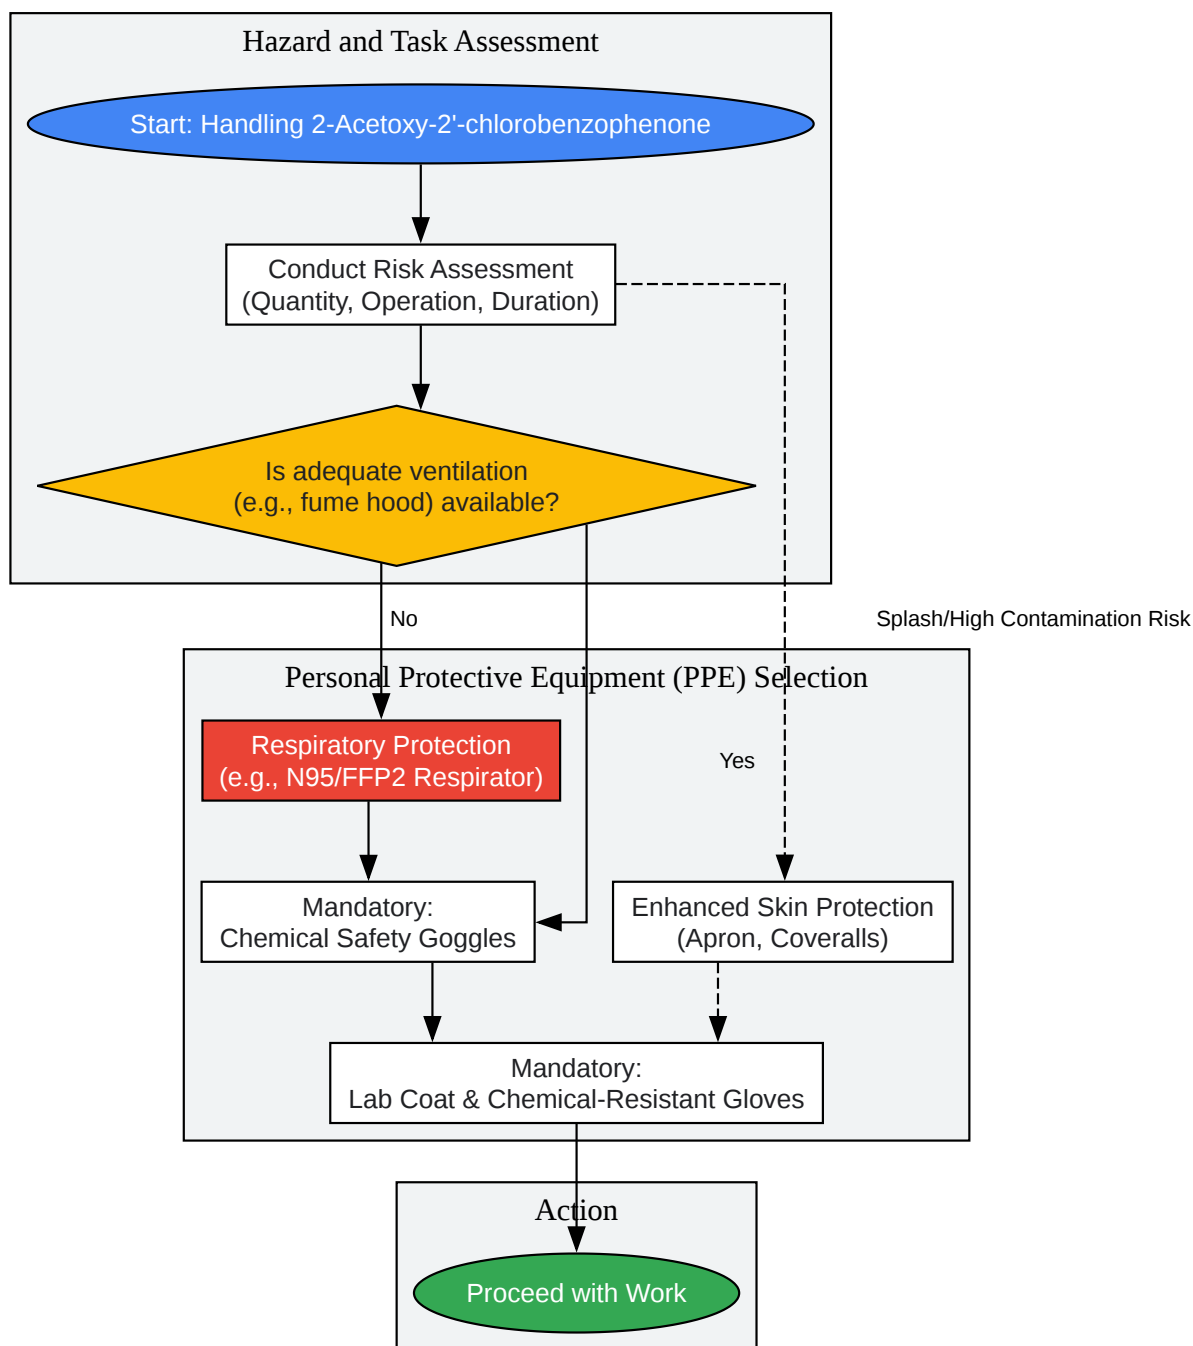 Hazard and Task Assessment
Start: Handling 2-Acetoxy-2'-chlorobenzophenone
Conduct Risk Assessment
(Quantity, Operation, Duration)
Is adequate ventilation
(e.g., fume hood) available?
No
Splash/High Contamination Risk
Personal Protective Equipment (PPE) Selection
Respiratory Protection
(e.g., N95/FFP2 Respirator)
Yes
Mandatory:
Chemical Safety Goggles
Enhanced Skin Protection
(Apron, Coveralls)
Mandatory:
Lab Coat & Chemical-Resistant Gloves
Action
Proceed with Work